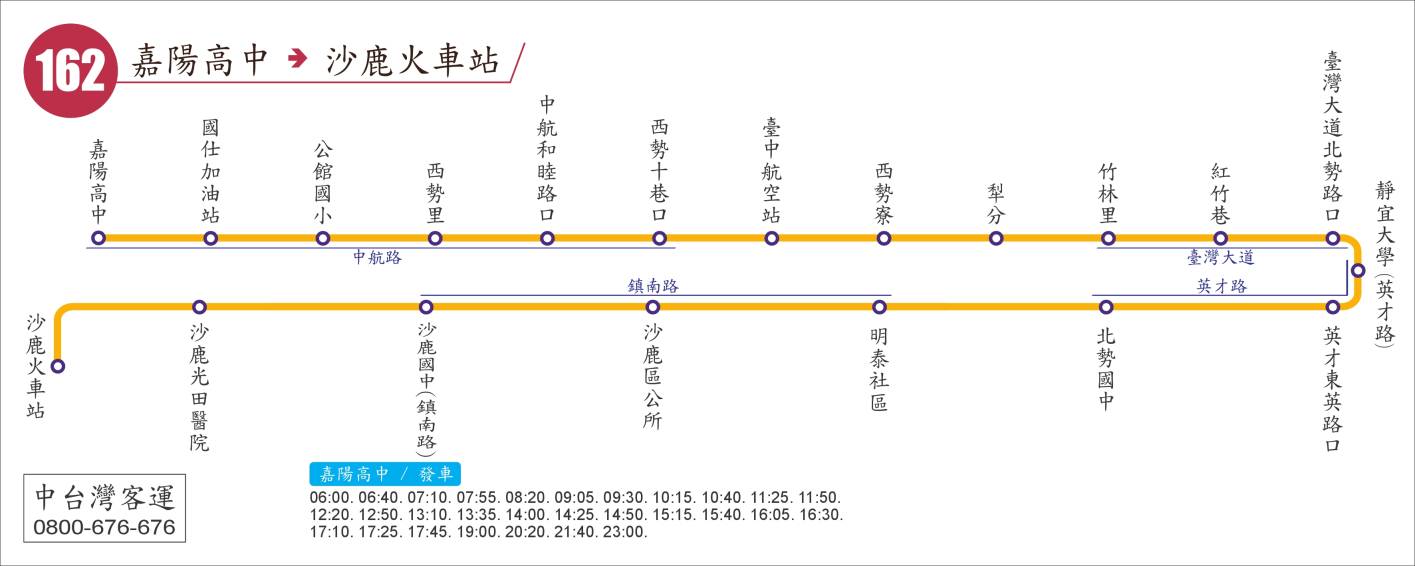 162 嘉陽高中 → 沙鹿火車站
嘉陽高中
國仕加油站
公館國小
西勢里
中航和睦路口
西勢十巷口
臺中航空站
西勢寮
犁分
竹林里
紅竹巷
臺灣大道北勢路口
靜宜大學(英才路)
中航路
臺灣大道
鎮南路
英才路
沙鹿火車站
沙鹿光田醫院
沙鹿國中(鎮南路)
沙鹿區公所
明泰社區
北勢國中
英才東英路口
嘉陽高中 / 發車
06:00. 06:40. 07:10. 07:55. 08:20. 09:05. 09:30. 10:15. 10:40. 11:25. 11:50.
12:20. 12:50. 13:10. 13:35. 14:00. 14:25. 14:50. 15:15. 15:40. 16:05. 16:30.
17:10. 17:25. 17:45. 19:00. 20:20. 21:40. 23:00.
中台灣客運
0800-676-676